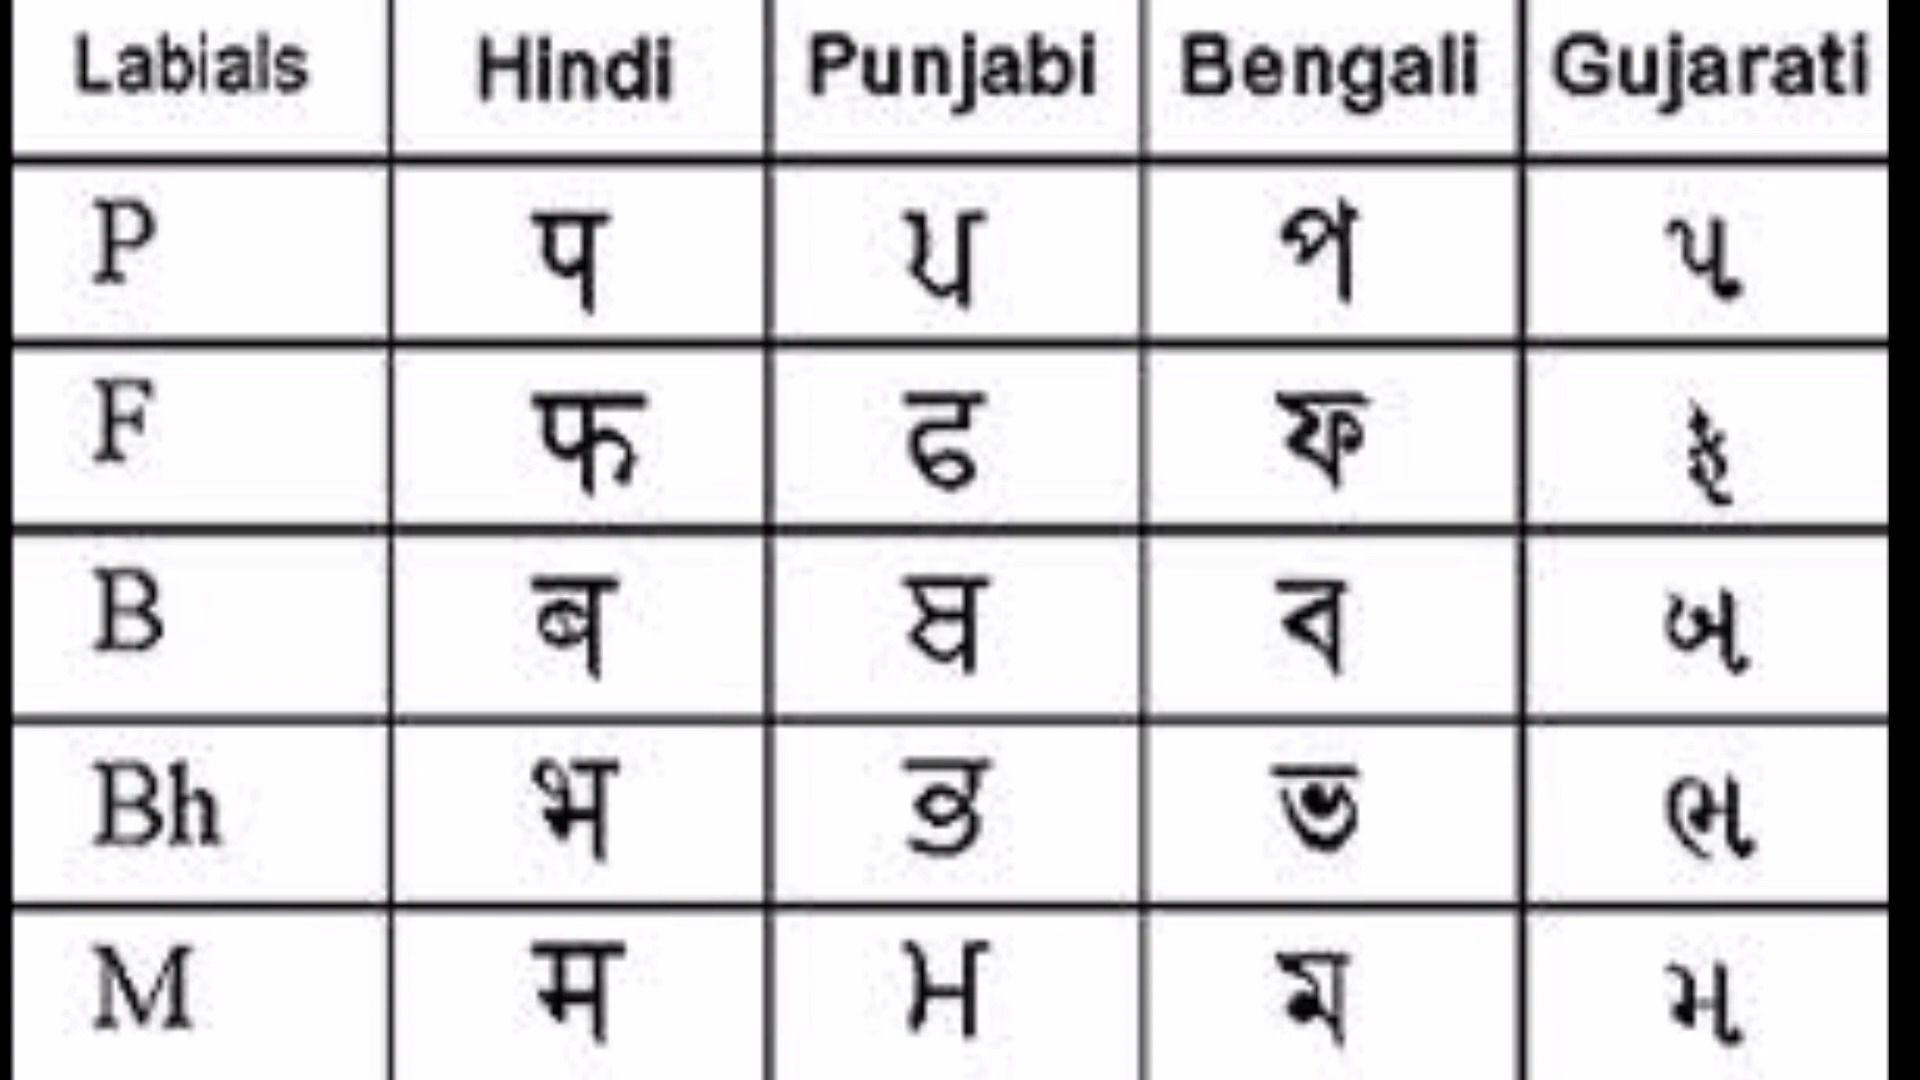 Labials Hindi Punjabi Bengali Gujarati
P प ਪ প પ
F फ ਫ ফ ફ
B ब ਬ ব બ
Bh भ ਭ ভ ભ
M म ਮ ম મ